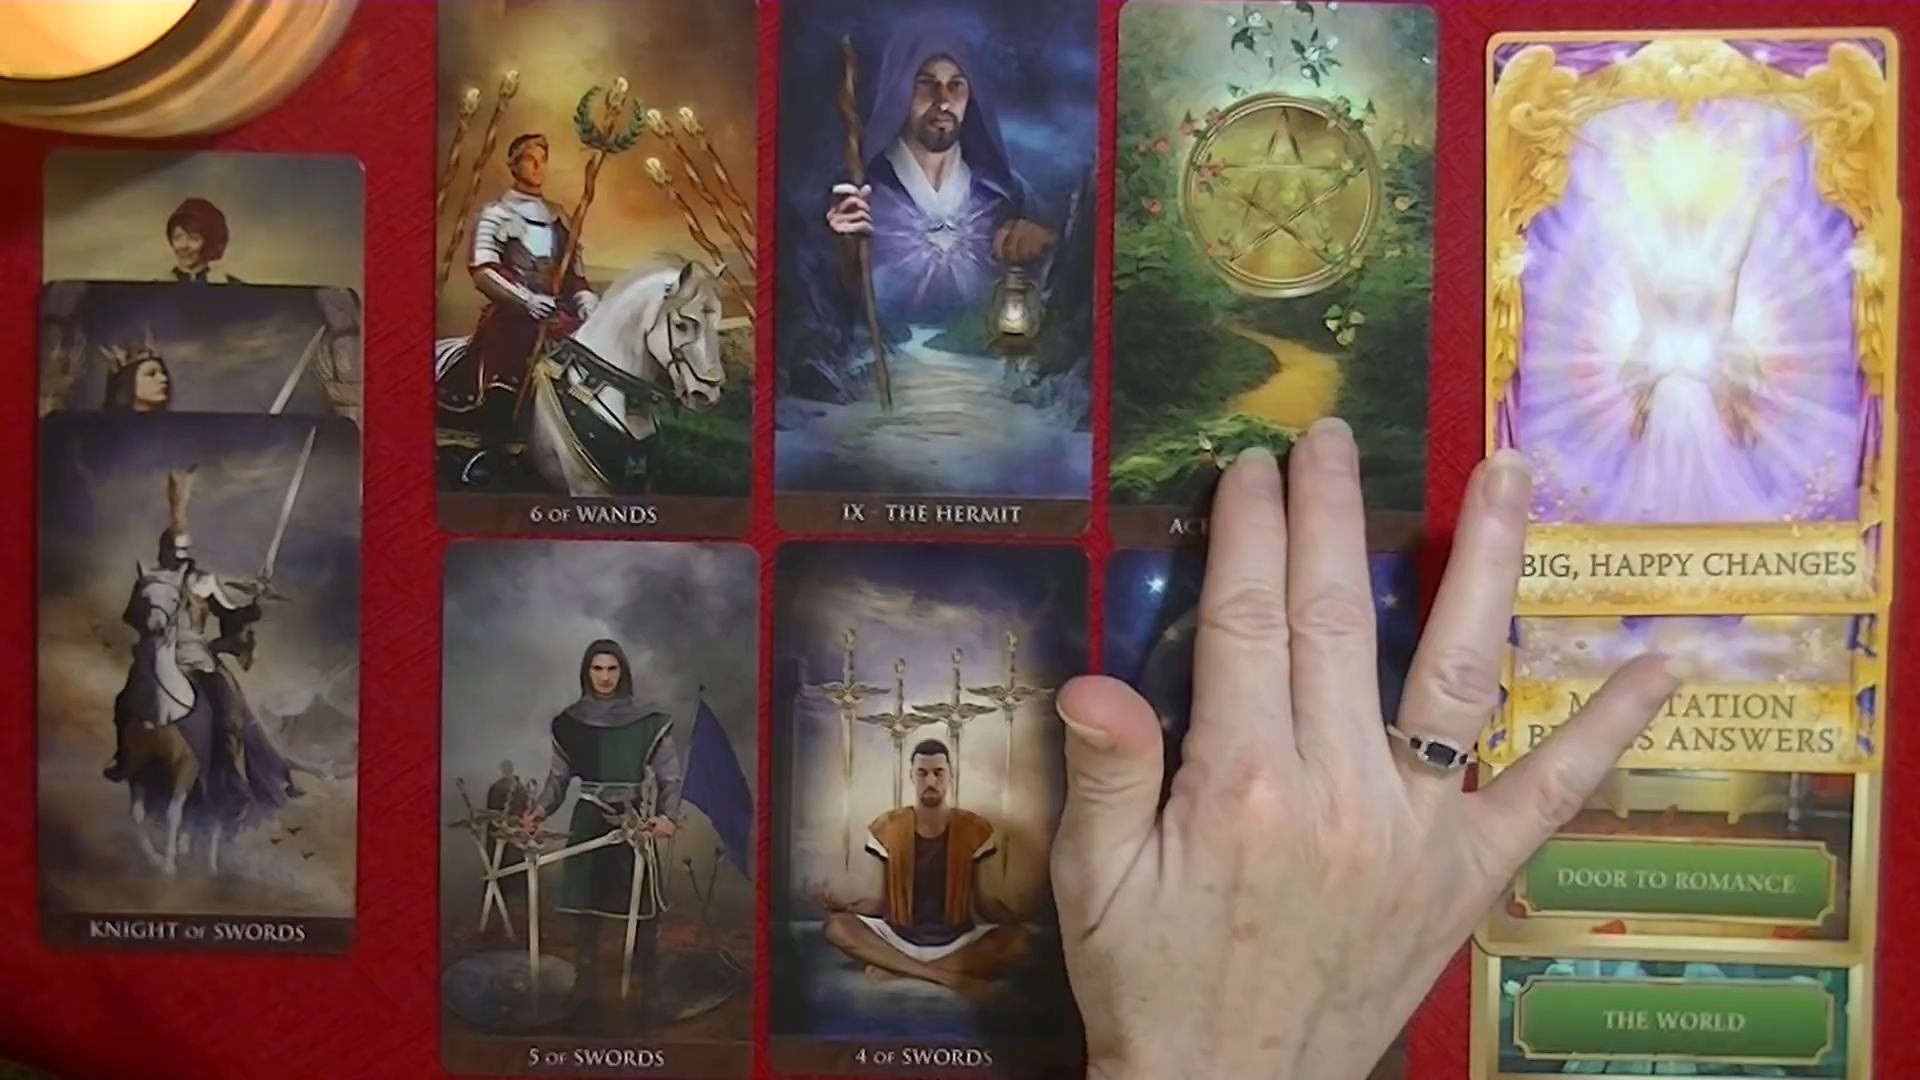 6 OF WANDS
IX - THE HERMIT
BIG, HAPPY CHANGES
ANSWERS
DOOR TO ROMANCE
KNIGHT OF SWORDS
THE WORLD
5 OF SWORDS
4 OF SWORDS